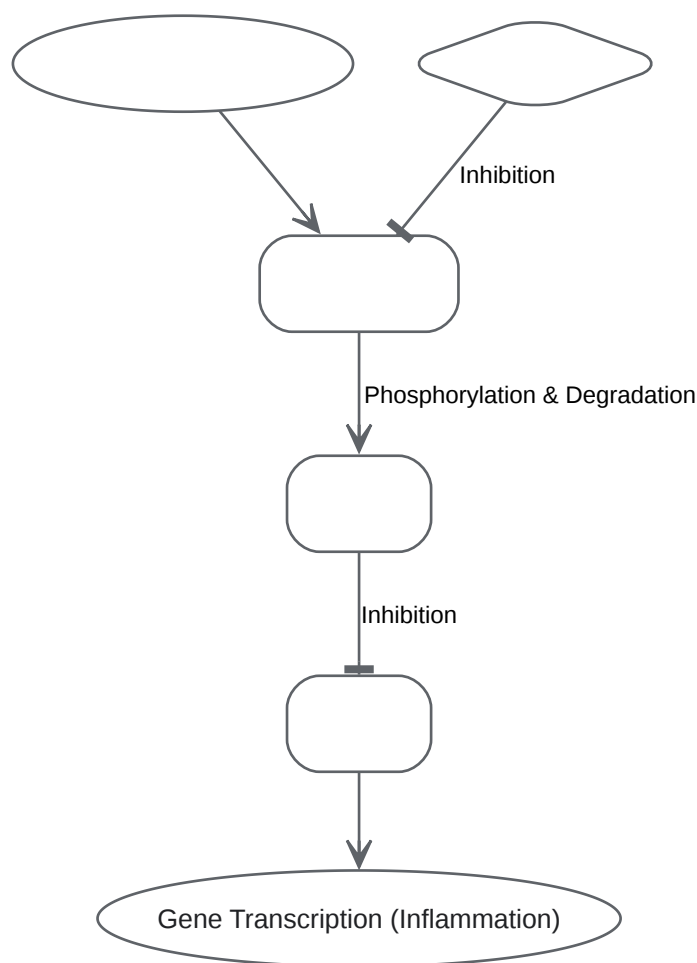 Inhibition
Phosphorylation & Degradation
Inhibition
Gene Transcription (Inflammation)